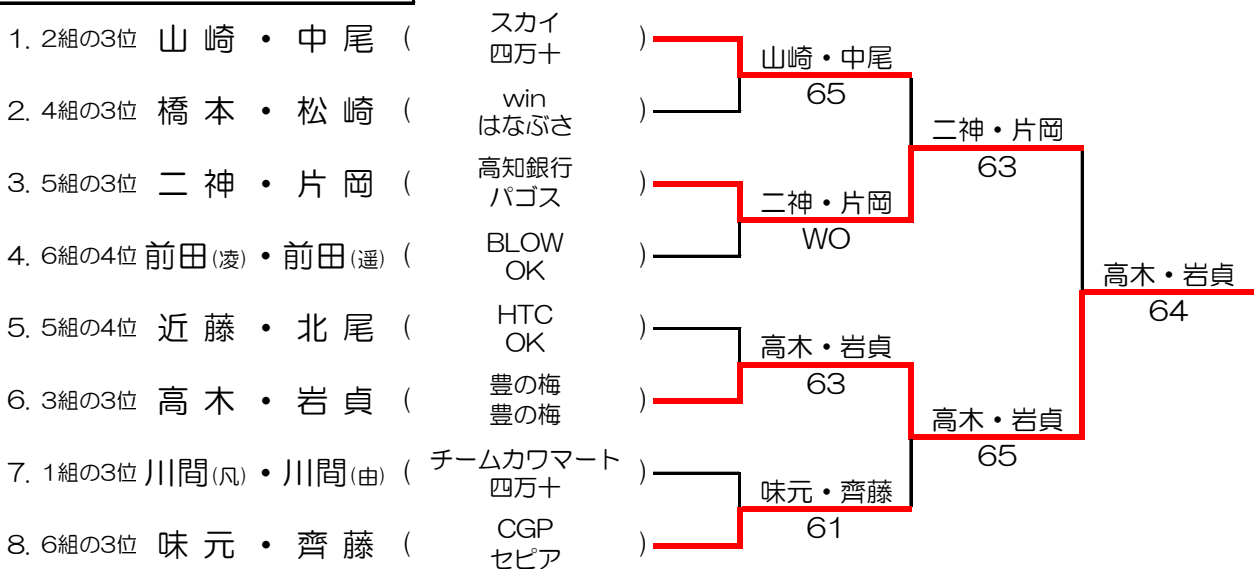 1. 2組の3位 山崎・中尾 (スカイ 四万十)
2. 4組の3位 橋本・松崎 (win はなぶさ)
3. 5組の3位 二神・片岡 (高知銀行 パゴス)
4. 6組の4位 前田(凌)・前田(遥) (BLOW OK)
5. 5組の4位 近藤・北尾 (HTC OK)
6. 3組の3位 高木・岩貞 (豊の梅 豊の梅)
7. 1組の3位 川間(凡)・川間(由) (チームカワマート 四万十)
8. 6組の3位 味元・齊藤 (CGP セピア)
山崎・中尾
65
二神・片岡
WO
高木・岩貞
63
味元・齊藤
61
二神・片岡
63
高木・岩貞
65
高木・岩貞
64